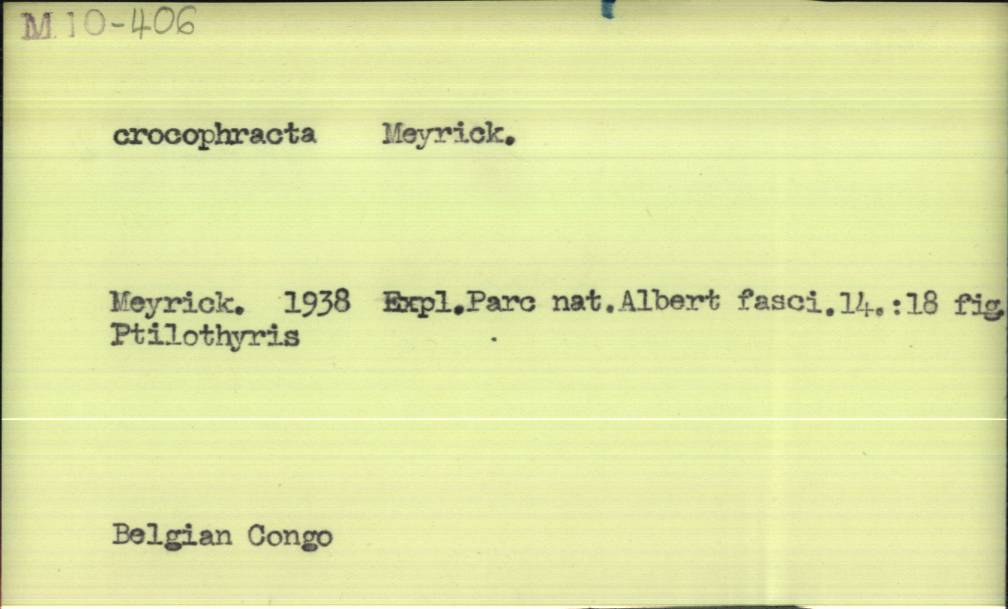 M 10-406
crocophracta Meyrick.
Meyrick. 1938 Expl.Parc nat.Albert fasci.14.:18 fig.
Ptilothyris
Belgian Congo